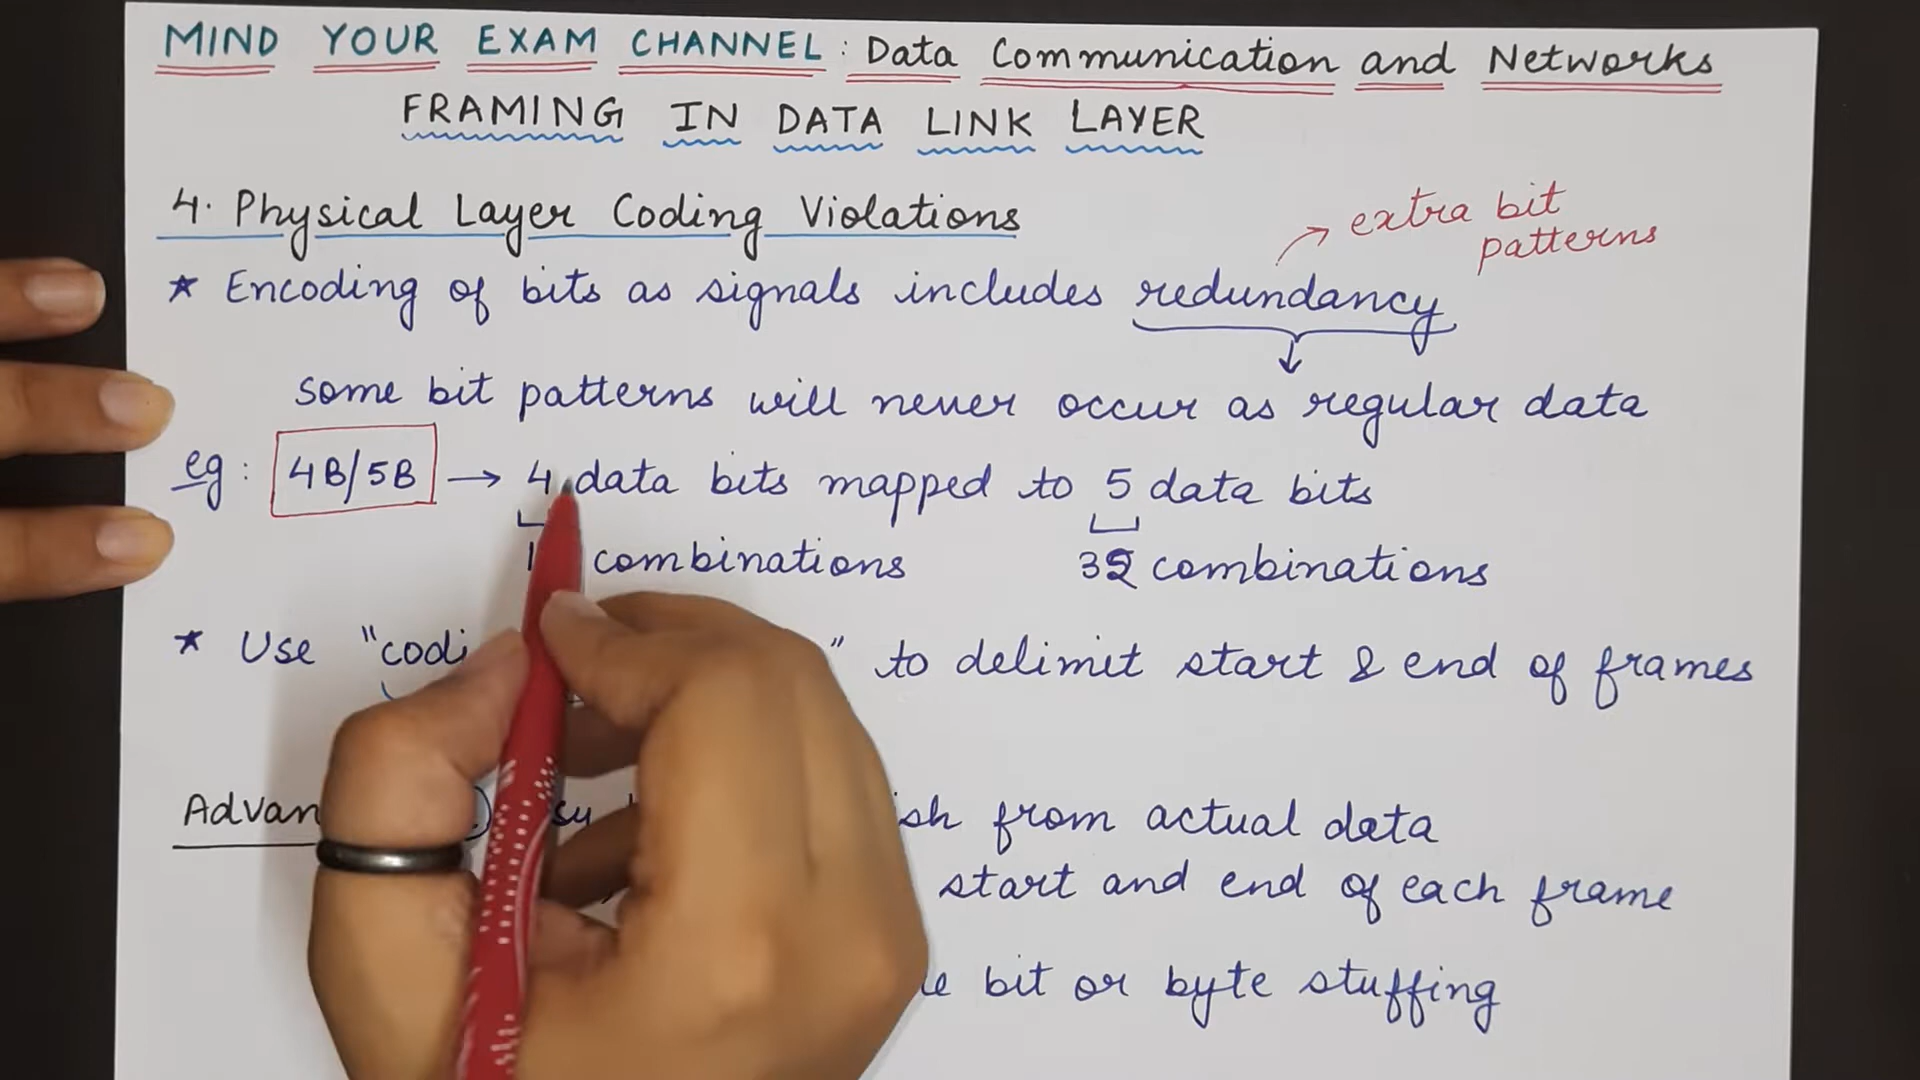 MIND YOUR EXAM CHANNEL: Data Communication and Networks
FRAMING IN DATA LINK LAYER
4. Physical Layer Coding Violations
→ extra bit
patterns
★ Encoding of bits as signals includes redundancy
↓
some bit patterns will never occur as regular data
eg: 4B/5B → 4 data bits mapped to 5 data bits
combinations 32 combinations
★ Use " " to delimit start & end of frames
from actual data
start and end of each frame
bit or byte stuffing